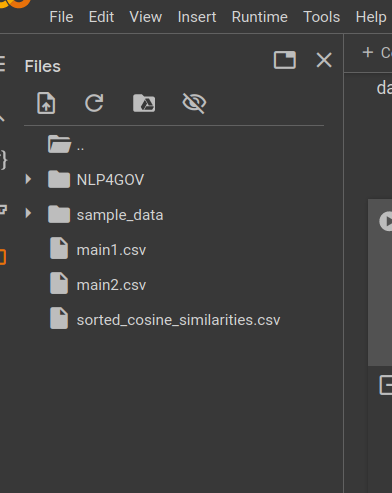 File Edit View Insert Runtime Tools Help
Files
+ C
da
..
NLP4GOV
sample_data
main1.csv
main2.csv
sorted_cosine_similarities.csv